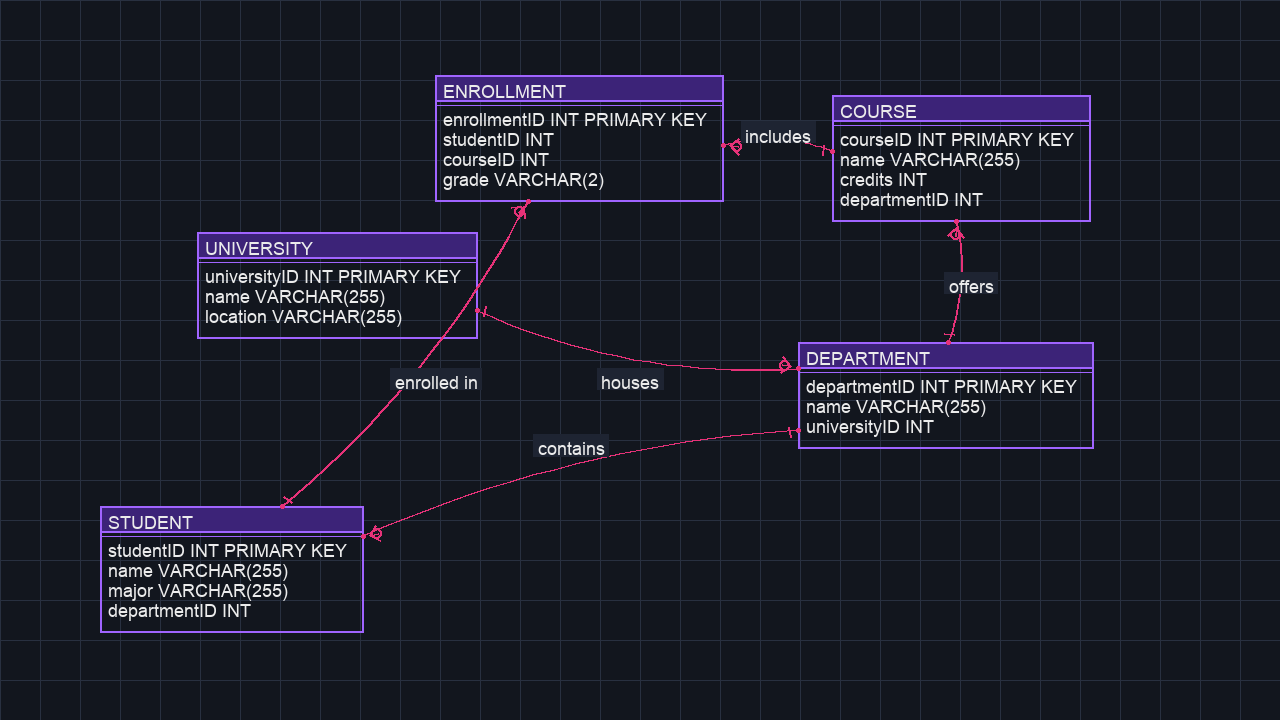 ENROLLMENT
enrollmentID INT PRIMARY KEY
studentID INT
courseID INT
grade VARCHAR(2)
includes
COURSE
courseID INT PRIMARY KEY
name VARCHAR(255)
credits INT
departmentID INT
UNIVERSITY
universityID INT PRIMARY KEY
name VARCHAR(255)
location VARCHAR(255)
offers
enrolled in
houses
DEPARTMENT
departmentID INT PRIMARY KEY
name VARCHAR(255)
universityID INT
contains
STUDENT
studentID INT PRIMARY KEY
name VARCHAR(255)
major VARCHAR(255)
departmentID INT